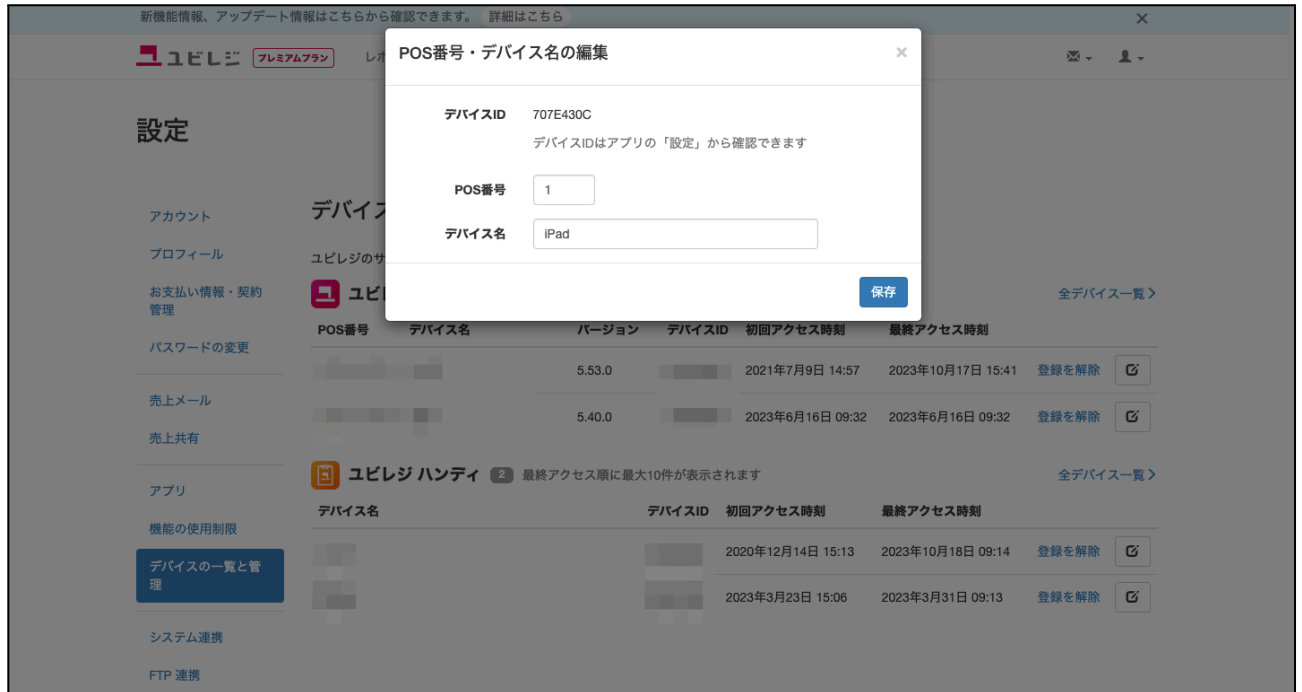 新機能情報、アップデート情報はこちらから確認できます。 詳細はこちら ×
ユビレジ プレミアムプラン レポ
POS番号・デバイス名の編集 ×
デバイスID 707E430C
デバイスIDはアプリの「設定」から確認できます
POS番号 1
デバイス名 iPad
保存
設定
アカウント
プロフィール
お支払い情報・契約
管理
パスワードの変更
売上メール
売上共有
アプリ
機能の使用制限
デバイスの一覧と管
理
システム連携
FTP 連携
デバイス
ユビレジのサ
ユビ 全デバイス一覧
POS番号 デバイス名 バージョン デバイスID 初回アクセス時刻 最終アクセス時刻
5.53.0 2021年7月9日 14:57 2023年10月17日 15:41 登録を解除
5.40.0 2023年6月16日 09:32 2023年6月16日 09:32 登録を解除
ユビレジ ハンディ 2 最終アクセス順に最大10件が表示されます 全デバイス一覧
デバイス名 デバイスID 初回アクセス時刻 最終アクセス時刻
2020年12月14日 15:13 2023年10月18日 09:14 登録を解除
2023年3月23日 15:06 2023年3月31日 09:13 登録を解除